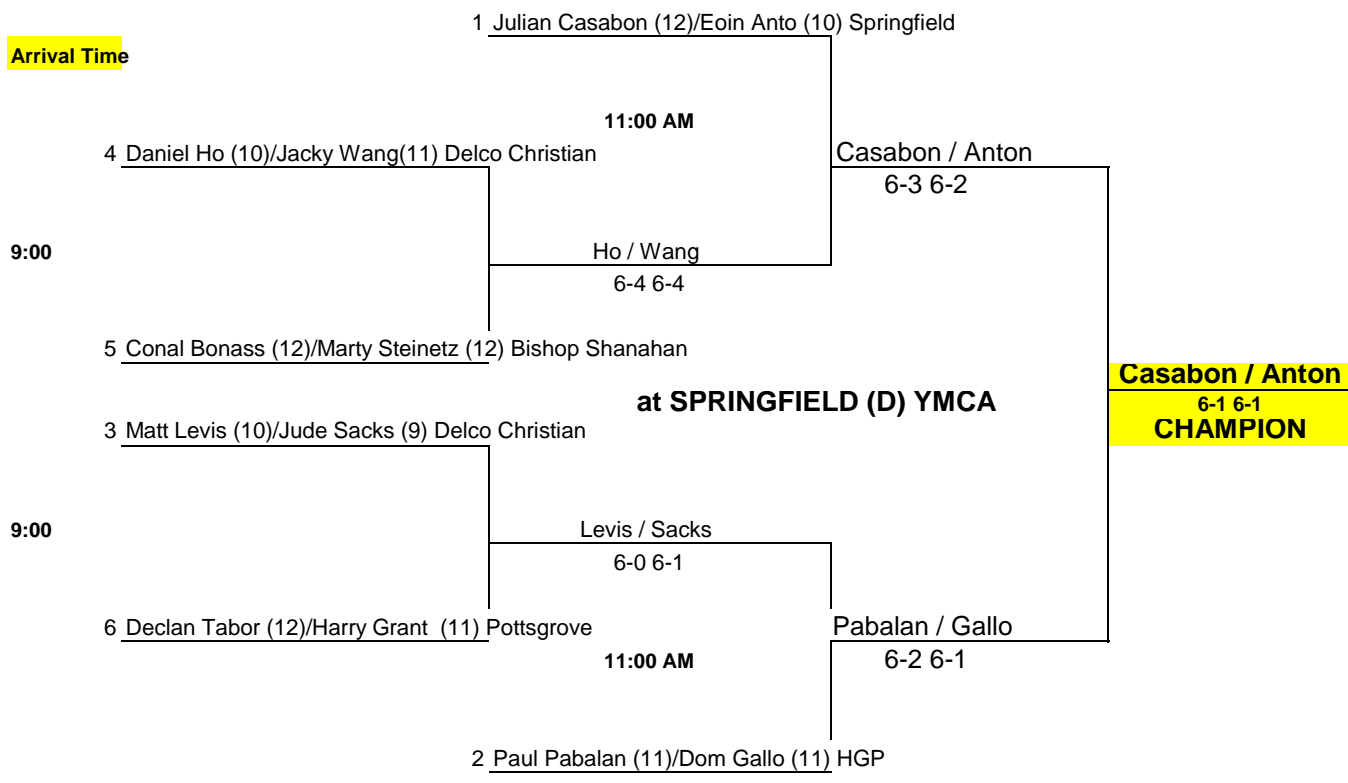 1 Julian Casabon (12)/Eoin Anto (10) Springfield
Arrival Time
11:00 AM
4 Daniel Ho (10)/Jacky Wang(11) Delco Christian
Casabon / Anton
6-3 6-2
9:00
Ho / Wang
6-4 6-4
5 Conal Bonass (12)/Marty Steinetz (12) Bishop Shanahan
Casabon / Anton
at SPRINGFIELD (D) YMCA
6-1 6-1
CHAMPION
3 Matt Levis (10)/Jude Sacks (9) Delco Christian
9:00
Levis / Sacks
6-0 6-1
6 Declan Tabor (12)/Harry Grant (11) Pottsgrove
Pabalan / Gallo
11:00 AM
6-2 6-1
2 Paul Pabalan (11)/Dom Gallo (11) HGP